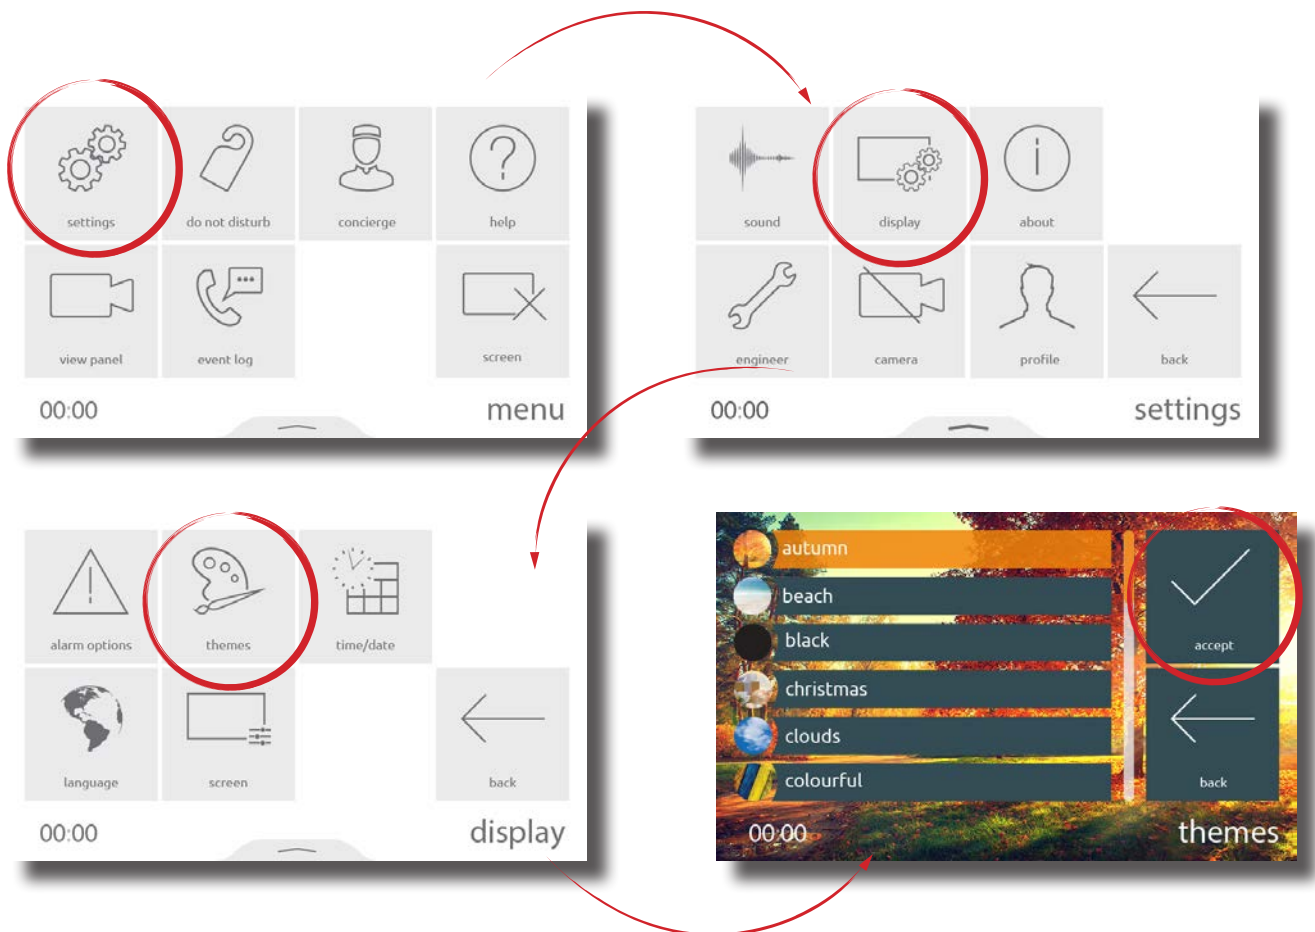 settings
do not disturb
concierge
help
view panel
event log
screen
00:00
menu
sound
display
about
engineer
camera
profile
back
00:00
settings
alarm options
themes
time/date
language
screen
back
00:00
display
autumn
beach
black
christmas
clouds
colourful
accept
back
00:00
themes